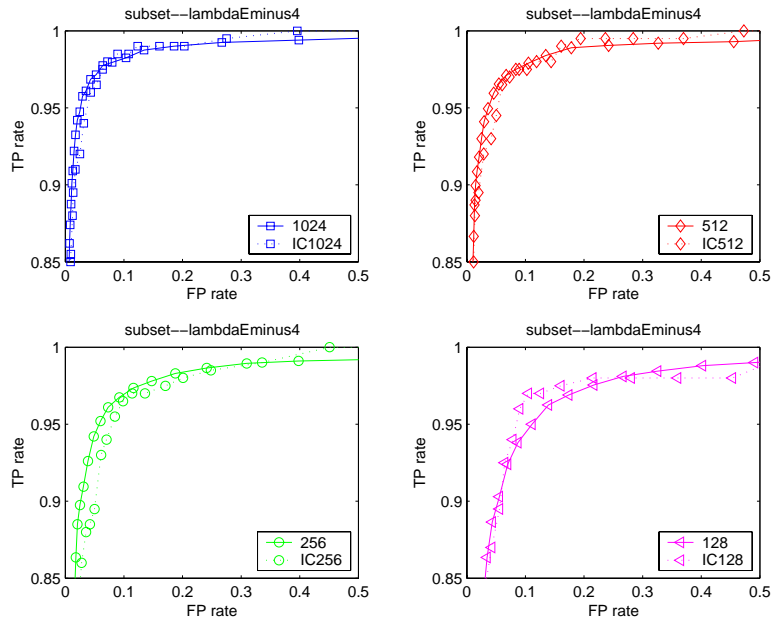 subset--lambdaEminus4
1
0.95
0.9
0.85
TP rate
0 0.1 0.2 0.3 0.4 0.5
FP rate
1024
IC1024
subset--lambdaEminus4
1
0.95
0.9
0.85
TP rate
0 0.1 0.2 0.3 0.4 0.5
FP rate
512
IC512
subset--lambdaEminus4
1
0.95
0.9
0.85
TP rate
0 0.1 0.2 0.3 0.4 0.5
FP rate
256
IC256
subset--lambdaEminus4
1
0.95
0.9
0.85
TP rate
0 0.1 0.2 0.3 0.4 0.5
FP rate
128
IC128